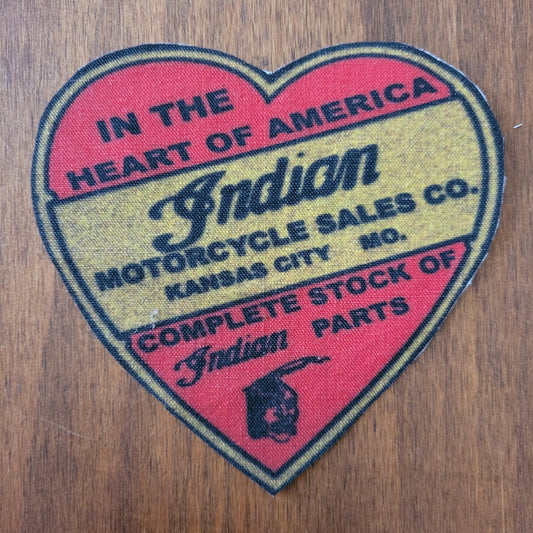 IN THE
HEART OF AMERICA
Indian
MOTORCYCLE SALES CO.
KANSAS CITY MO.
COMPLETE STOCK OF
Indian PARTS